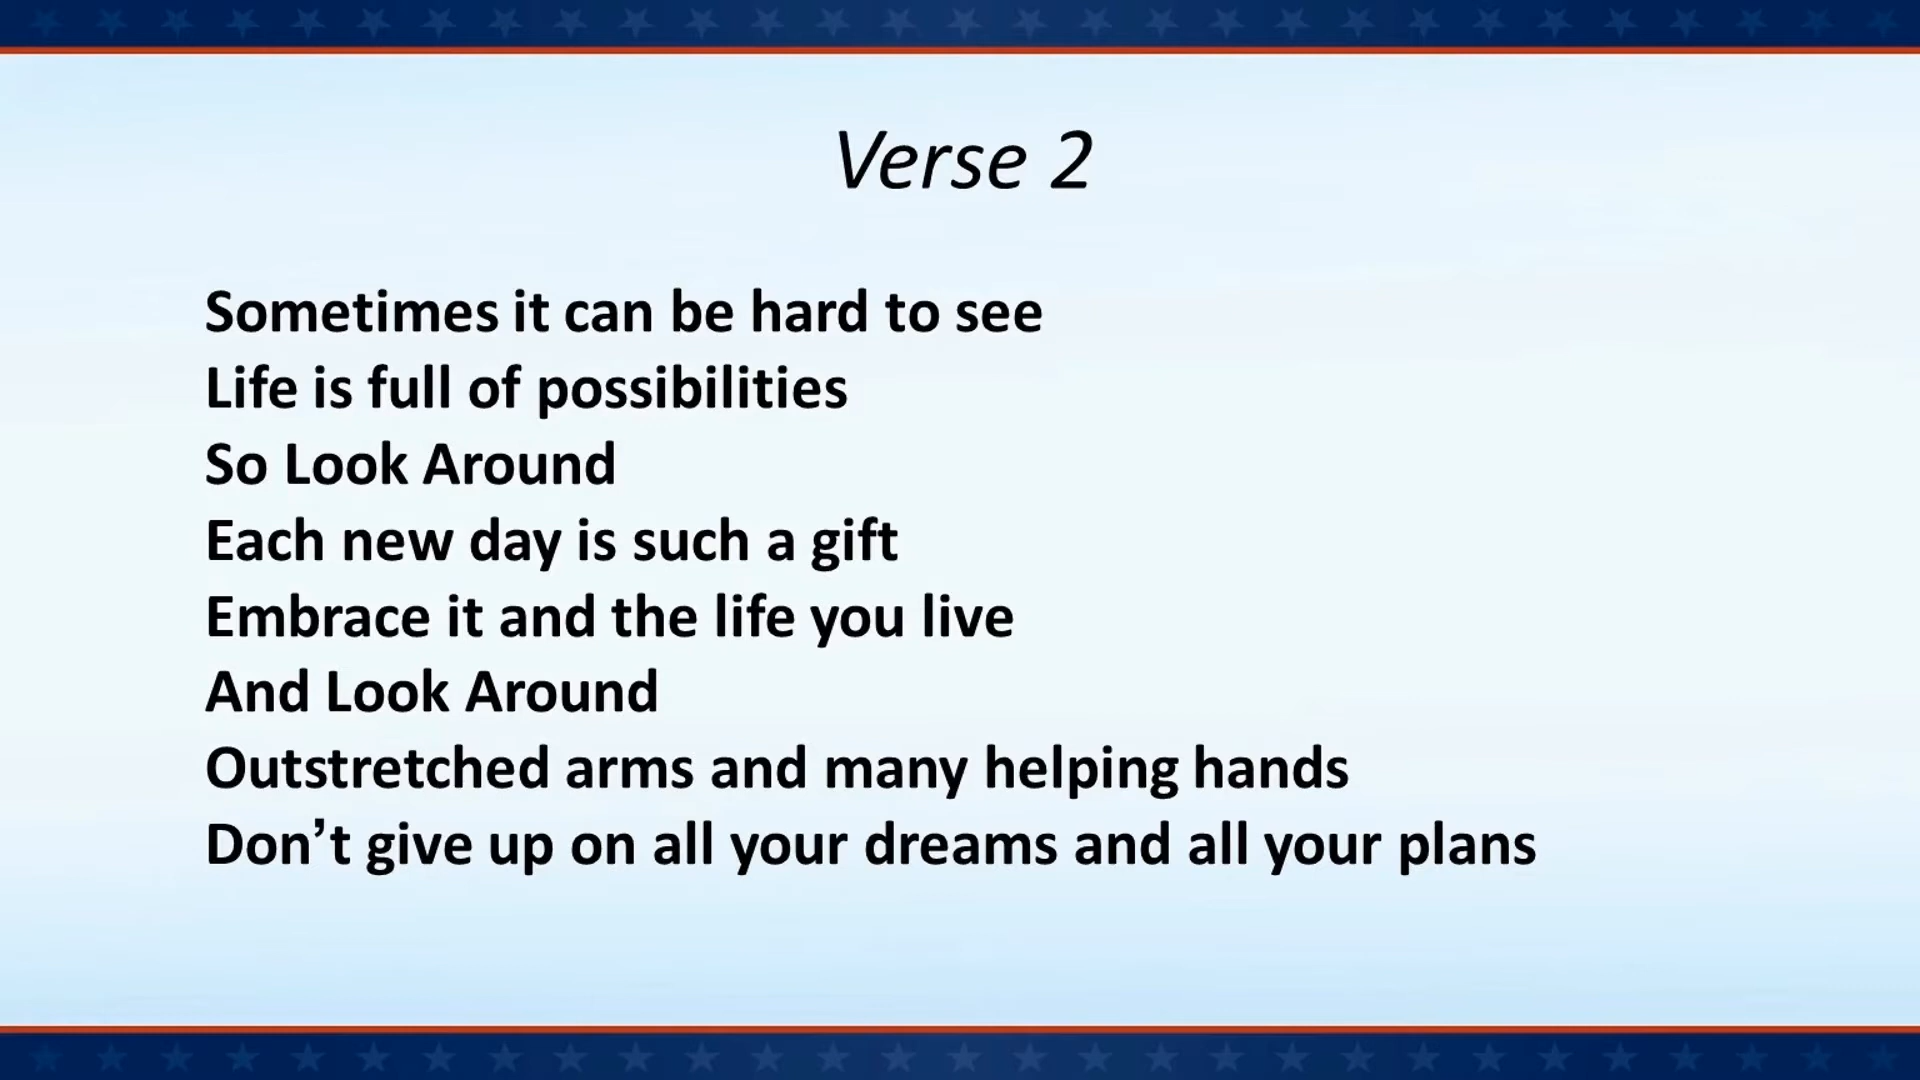 Verse 2
Sometimes it can be hard to see
Life is full of possibilities
So Look Around
Each new day is such a gift
Embrace it and the life you live
And Look Around
Outstretched arms and many helping hands
Don’t give up on all your dreams and all your plans